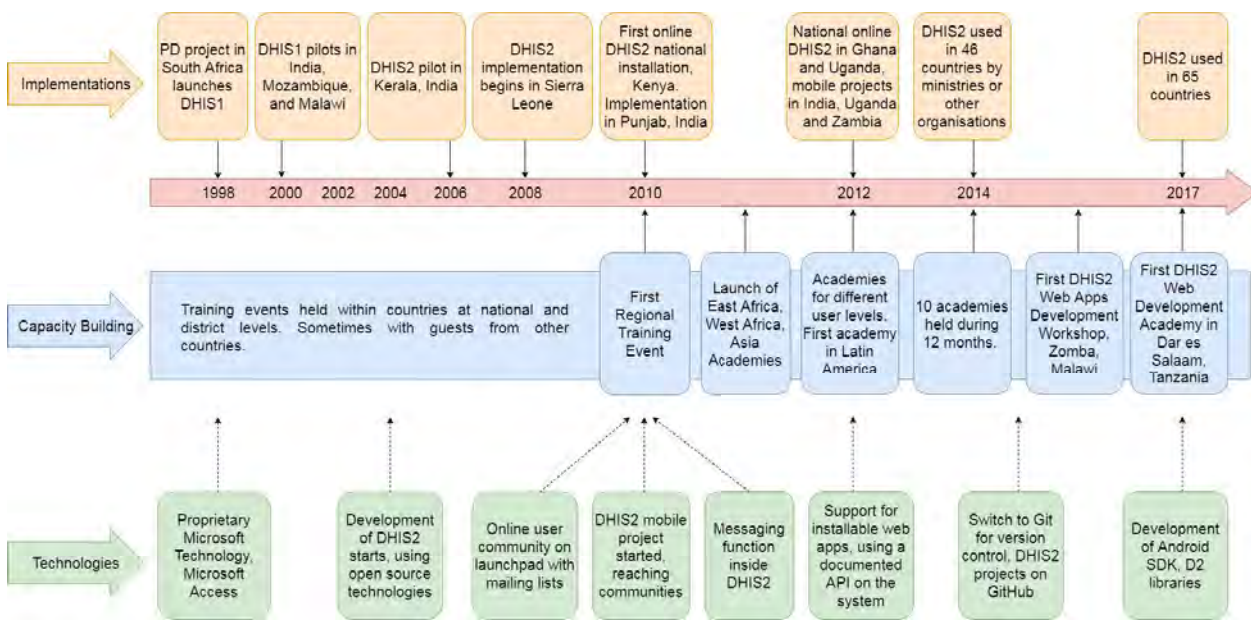 Implementations
PD project in
South Africa
launches
DHIS1
DHIS1 pilots in
India,
Mozambique,
and Malawi
DHIS2 pilot in
Kerala, India
DHIS2
implementation
begins in Sierra
Leone
First online
DHIS2 national
installation,
Kenya.
Implementation
in Punjab, India
National online
DHIS2 in Ghana
and Uganda,
mobile projects
in India, Uganda
and Zambia
DHIS2 used
in 46
countries by
ministries or
other
organisations
DHIS2 used
in 65
countries
1998 2000 2002 2004 2006 2008 2010 2012 2014 2017
Capacity Building
Training events held within countries at national and
district levels. Sometimes with guests from other
countries.
First
Regional
Training
Event
Launch of
East Africa,
West Africa,
Asia
Academies
Academies
for different
user levels.
First academy
in Latin
America
10 academies
held during
12 months.
First DHIS2
Web Apps
Development
Workshop,
Zomba,
Malawi
First DHIS2
Web
Development
Academy in
Dar es
Salaam,
Tanzania
Technologies
Proprietary
Microsoft
Technology,
Microsoft
Access
Development
of DHIS2
starts, using
open source
technologies
Online user
community on
launchpad with
mailing lists
DHIS2 mobile
project
started,
reaching
communities
Messaging
function
inside
DHIS2
Support for
installable web
apps, using a
documented
API on the
system
Switch to Git
for version
control, DHIS2
projects on
GitHub
Development
of Android
SDK, D2
libraries